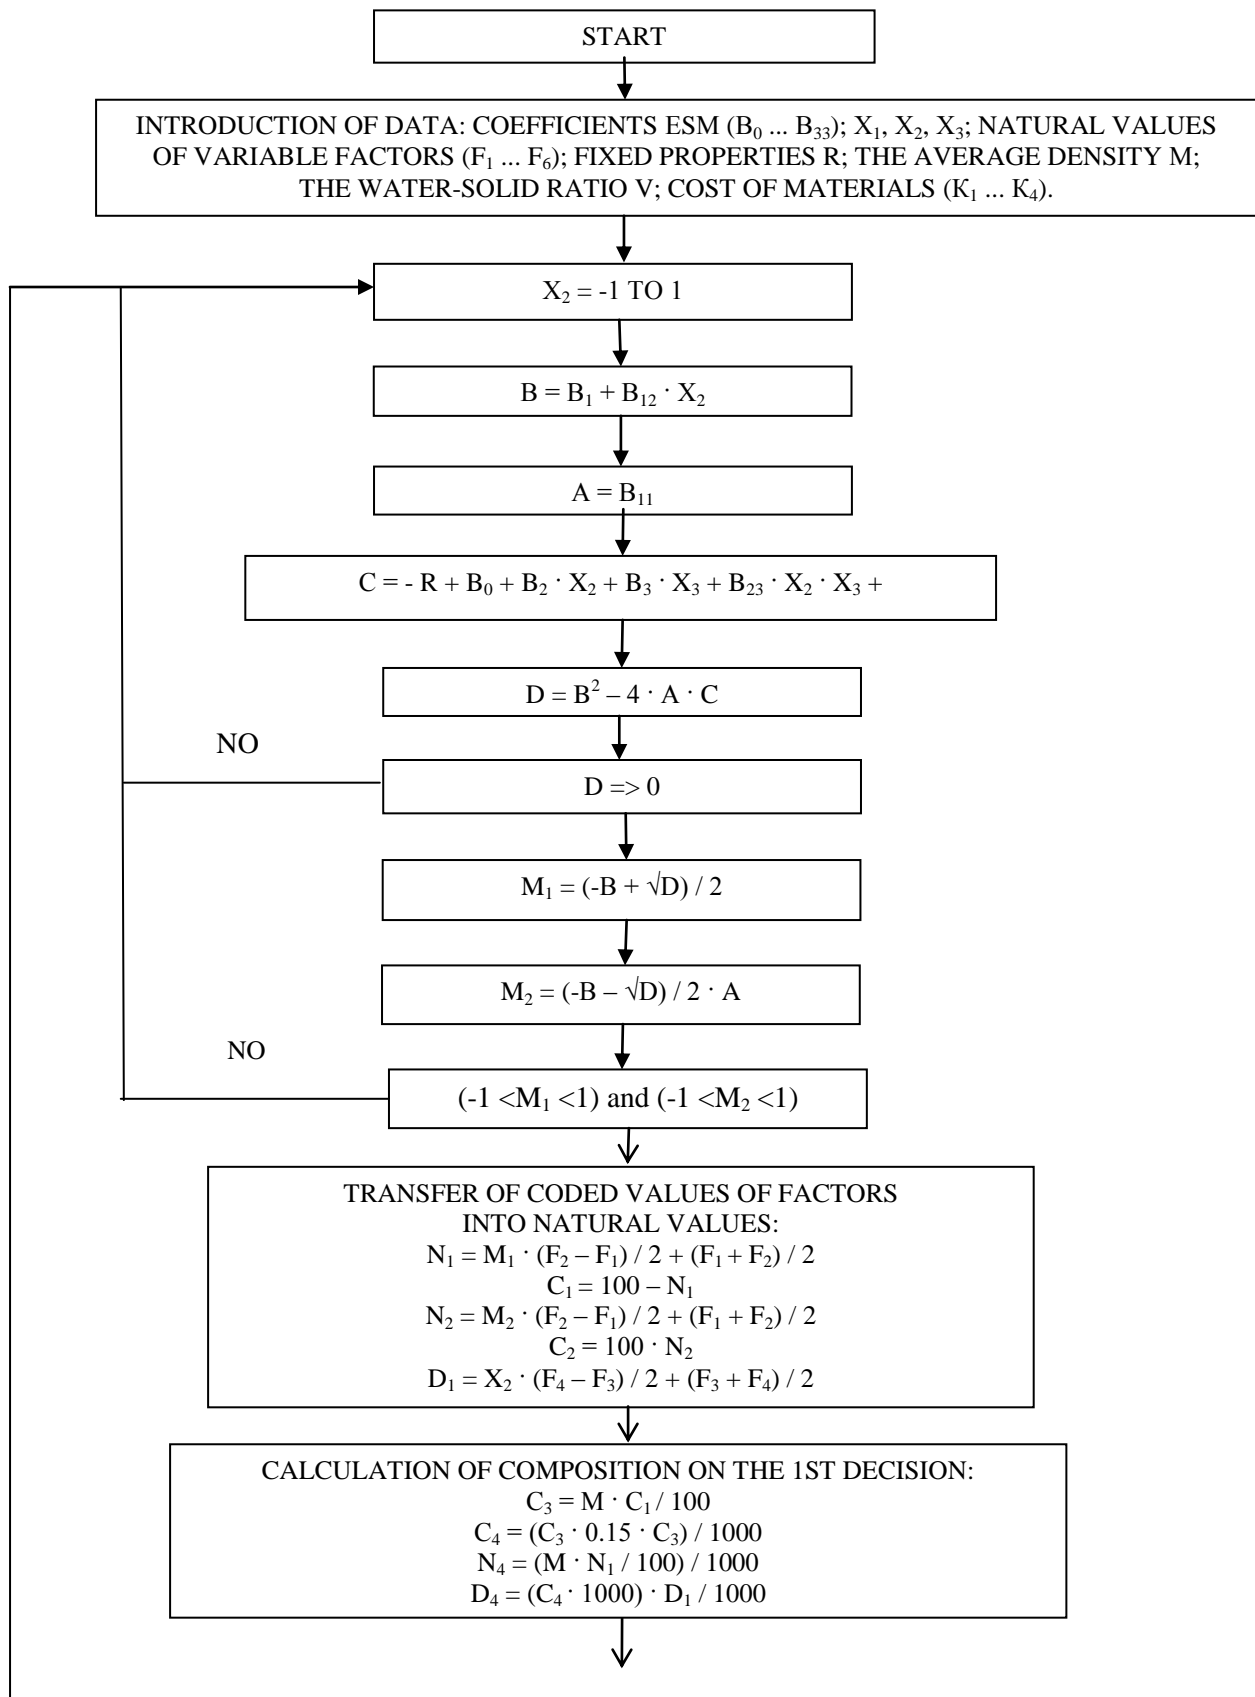 START
INTRODUCTION OF DATA: COEFFICIENTS ESM (B₀ ... B₃₃); X₁, X₂, X₃; NATURAL VALUES
OF VARIABLE FACTORS (F₁ ... F₆); FIXED PROPERTIES R; THE AVERAGE DENSITY M;
THE WATER-SOLID RATIO V; COST OF MATERIALS (K₁ ... K₄).
X₂ = -1 TO 1
B = B₁ + B₁₂ · X₂
A = B₁₁
C = - R + B₀ + B₂ · X₂ + B₃ · X₃ + B₂₃ · X₂ · X₃ +
D = B² – 4 · A · C
NO
D => 0
M₁ = (-B + √D) / 2
M₂ = (-B – √D) / 2 · A
NO
(-1 <M₁ <1) and (-1 <M₂ <1)
TRANSFER OF CODED VALUES OF FACTORS
INTO NATURAL VALUES:
N₁ = M₁ · (F₂ – F₁) / 2 + (F₁ + F₂) / 2
C₁ = 100 – N₁
N₂ = M₂ · (F₂ – F₁) / 2 + (F₁ + F₂) / 2
C₂ = 100 · N₂
D₁ = X₂ · (F₄ – F₃) / 2 + (F₃ + F₄) / 2
CALCULATION OF COMPOSITION ON THE 1ST DECISION:
C₃ = M · C₁ / 100
C₄ = (C₃ · 0.15 · C₃) / 1000
N₄ = (M · N₁ / 100) / 1000
D₄ = (C₄ · 1000) · D₁ / 1000